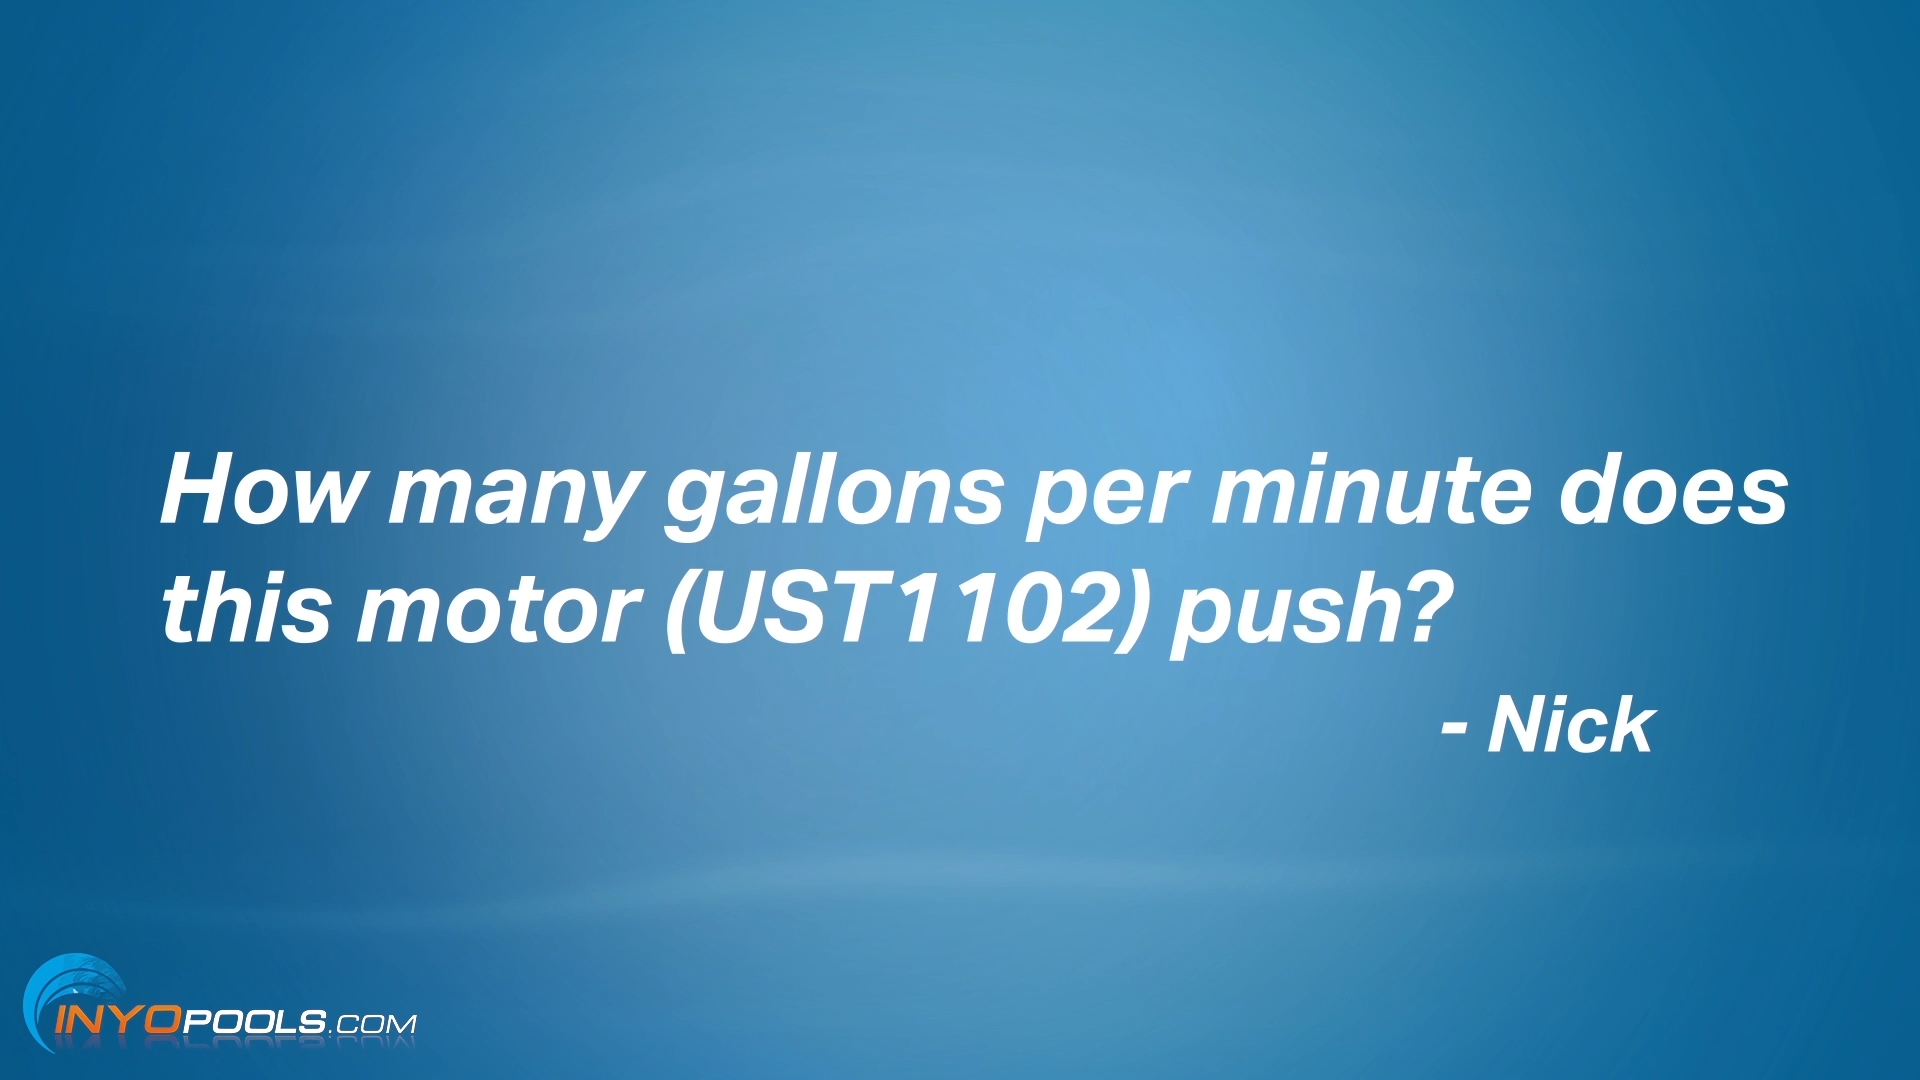 How many gallons per minute does
this motor (UST1102) push?
- Nick
INYOPOOLS.COM